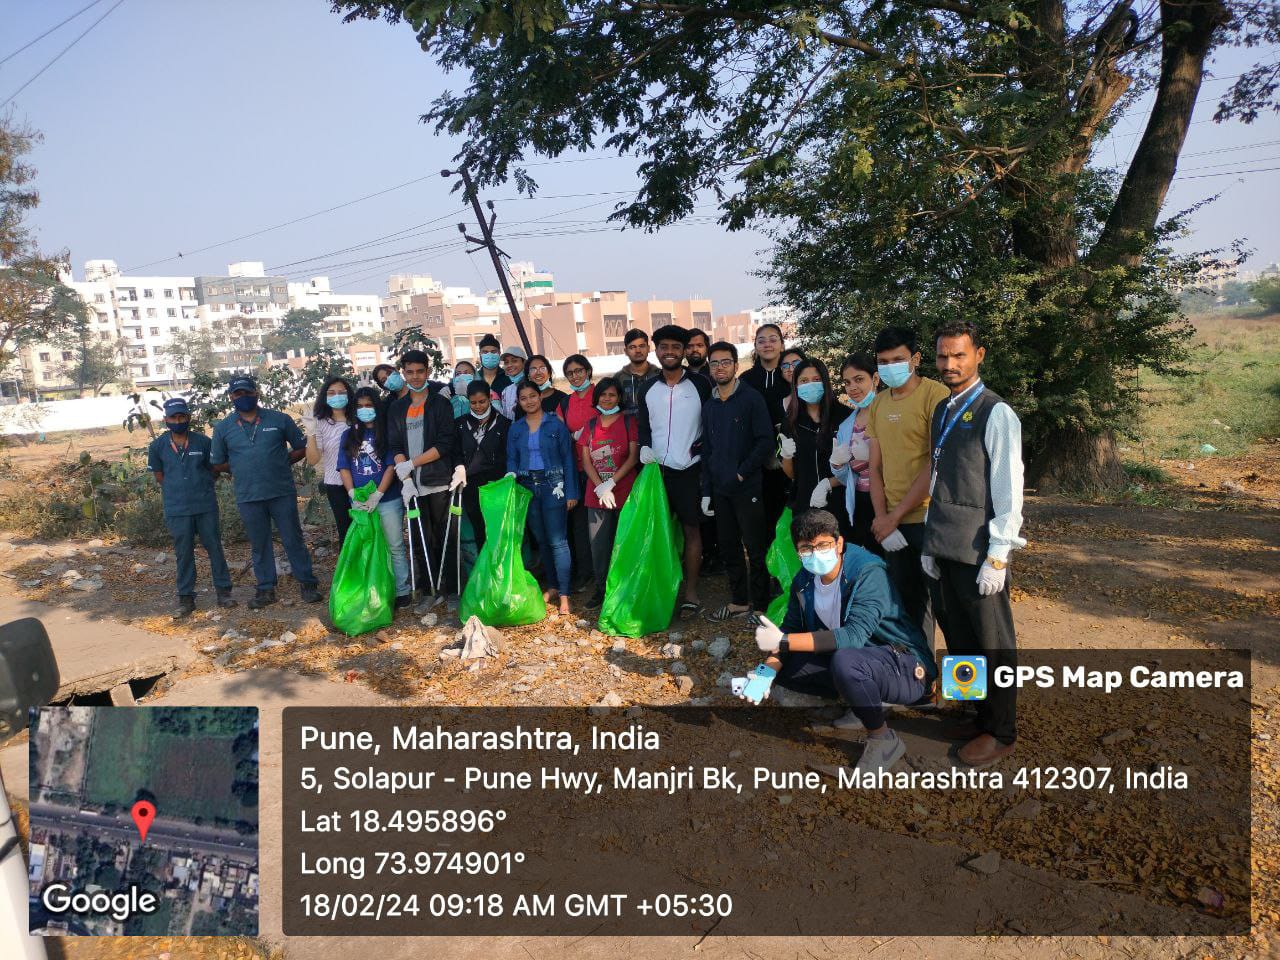 GPS Map Camera
Pune, Maharashtra, India
5, Solapur - Pune Hwy, Manjri Bk, Pune, Maharashtra 412307, India
Lat 18.495896°
Long 73.974901°
18/02/24 09:18 AM GMT +05:30
Google